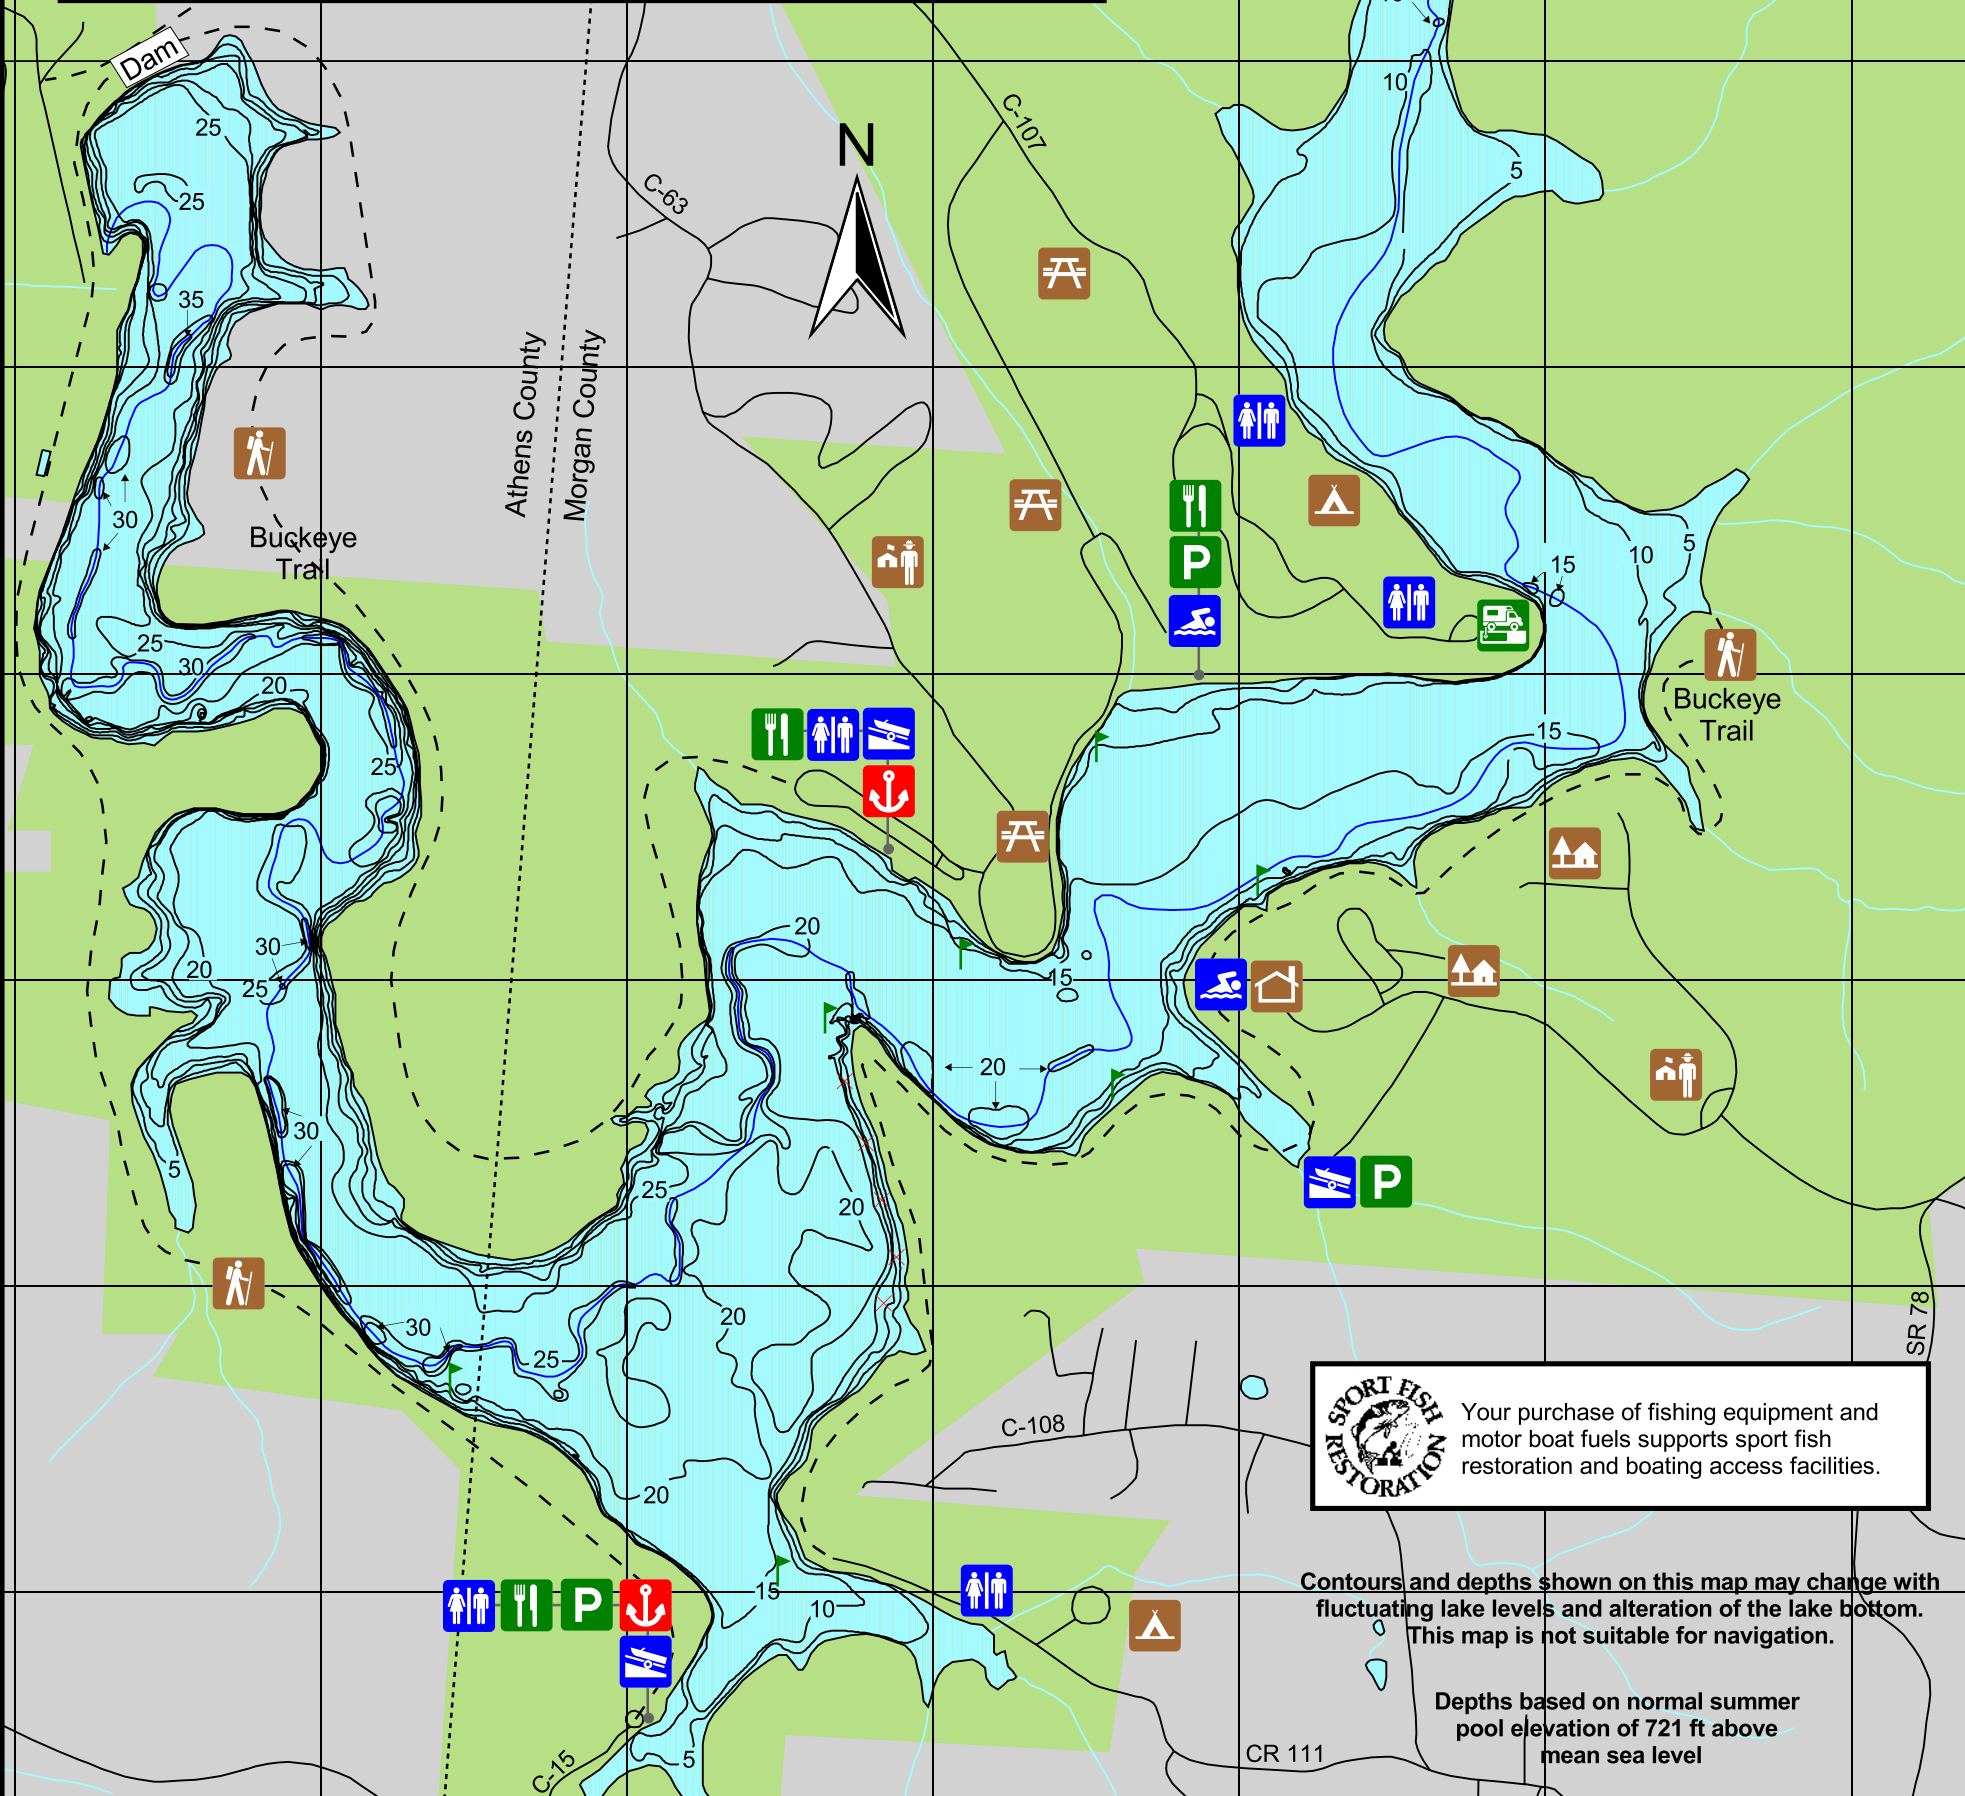 10
Dam
10
25
N
C-107
5
C-63
25
35
Athens County
Morgan County
30
Buckeye
Trail
P
15
10
5
25
30
20
Buckeye
Trail
15
25
20
30
20
25
15
20
30
5
25
20
P
30
20
25
SR 78
C-108
SPORT FISH
RESTORATION
Your purchase of fishing equipment and
motor boat fuels supports sport fish
restoration and boating access facilities.
20
15
10
P
Contours and depths shown on this map may change with
fluctuating lake levels and alteration of the lake bottom.
This map is not suitable for navigation.
Depths based on normal summer
pool elevation of 721 ft above
mean sea level
5
C-15
CR 111